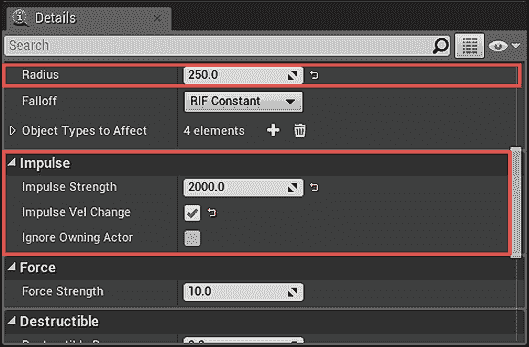 Details
Search
Radius 250.0
Falloff RIF Constant
Object Types to Affect 4 elements
Impulse
Impulse Strength 2000.0
Impulse Vel Change
Ignore Owning Actor
Force
Force Strength 10.0
Destructible